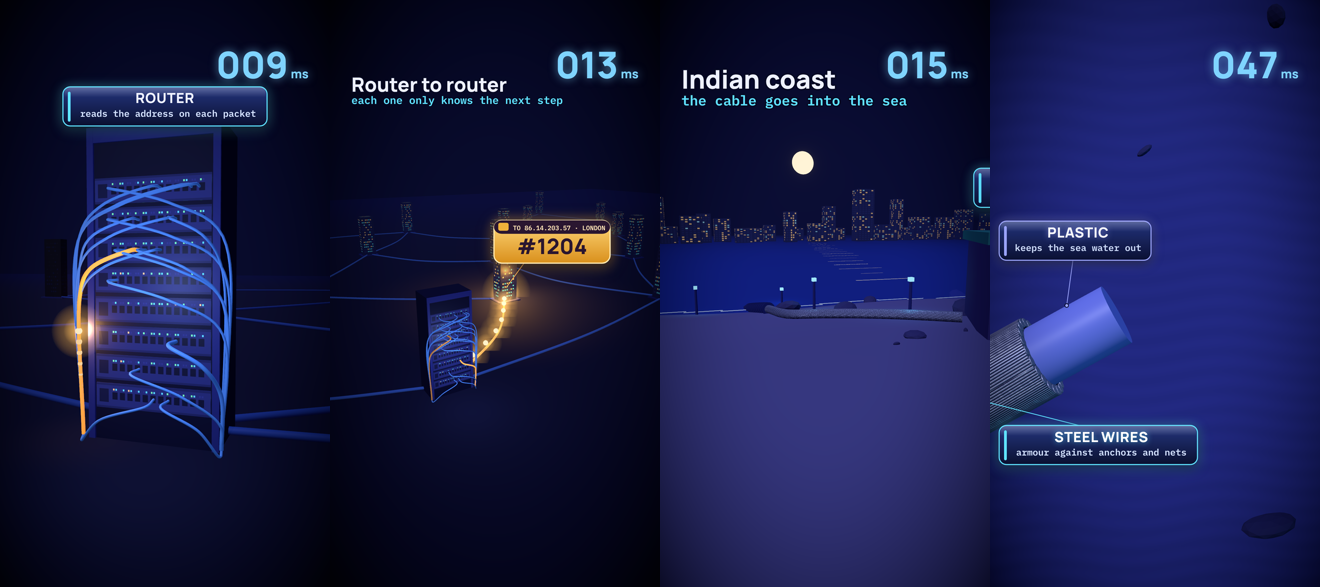 009 ms
ROUTER
reads the address on each packet
013 ms
Router to router
each one only knows the next step
TO 86.14.203.57 · LONDON
#1204
015 ms
Indian coast
the cable goes into the sea
047 ms
PLASTIC
keeps the sea water out
STEEL WIRES
armour against anchors and nets